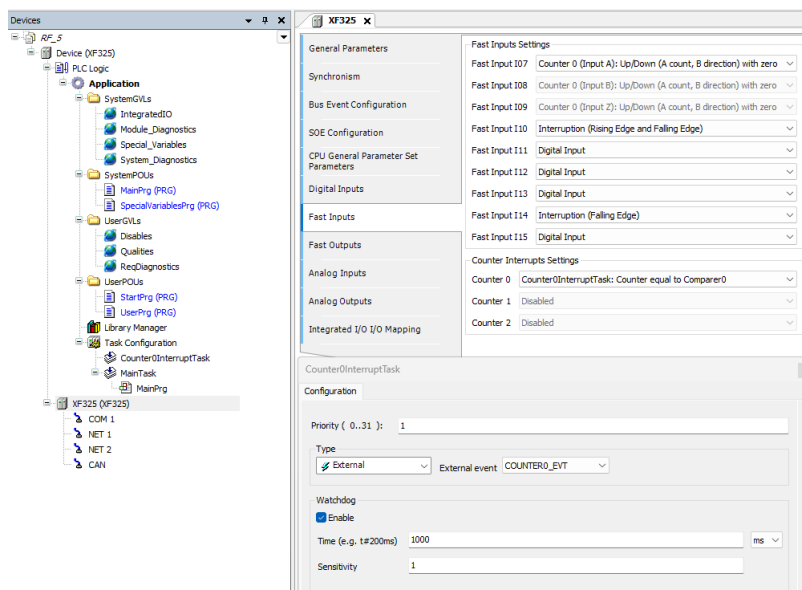 Devices
RF_5
Device (XF325)
PLC Logic
Application
SystemGVLs
IntegratedIO
Module_Diagnostics
Special_Variables
System_Diagnostics
SystemPOUs
MainPrg (PRG)
SpecialVariablesPrg (PRG)
UserGVLs
Disables
Qualities
ReqDiagnostics
UserPOUs
StartPrg (PRG)
UserPrg (PRG)
Library Manager
Task Configuration
Counter0InterruptTask
MainTask
MainPrg
XF325 (XF325)
COM 1
NET 1
NET 2
CAN
XF325
General Parameters
Synchronism
Bus Event Configuration
SOE Configuration
CPU General Parameter Set
Parameters
Digital Inputs
Fast Inputs
Fast Outputs
Analog Inputs
Analog Outputs
Integrated I/O I/O Mapping
Fast Inputs Settings
Fast Input I07 Counter 0 (Input A): Up/Down (A count, B direction) with zero
Fast Input I08 Counter 0 (Input B): Up/Down (A count, B direction) with zero
Fast Input I09 Counter 0 (Input Z): Up/Down (A count, B direction) with zero
Fast Input I10 Interruption (Rising Edge and Falling Edge)
Fast Input I11 Digital Input
Fast Input I12 Digital Input
Fast Input I13 Digital Input
Fast Input I14 Interruption (Falling Edge)
Fast Input I15 Digital Input
Counter Interrupts Settings
Counter 0 Counter0InterruptTask: Counter equal to Comparer0
Counter 1 Disabled
Counter 2 Disabled
Counter0InterruptTask
Configuration
Priority ( 0..31 ): 1
Type
External External event COUNTER0_EVT
Watchdog
Enable
Time (e.g. t#200ms) 1000 ms
Sensitivity 1